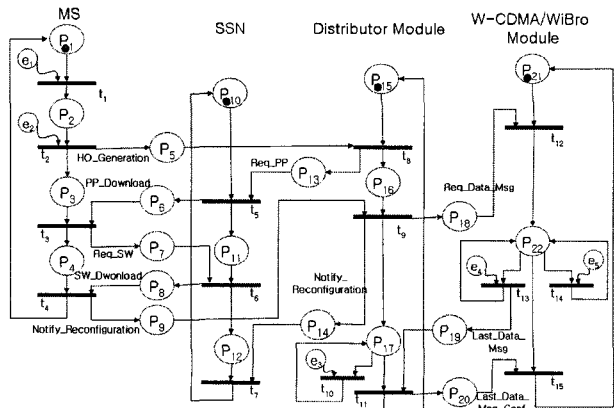 MS
SSN
Distributor Module
W-CDMA/WiBro
Module
P1
P10
P15
P21
e1
t1
P2
e2
t2
HO_Generation
P5
t8
t12
Req_PP
P13
P16
Req_Data_Msg
PP_Download
P3
P6
t5
t9
P18
t3
P4
Req_SW
P7
P11
P22
SW_Dwonload
P8
t6
Notify_
Reconfiguration
e4
e5
t13
t14
t4
Notify_Reconfiguration
P9
P14
P17
P19
Last_Data_
Msg
P12
e3
t7
t10
t11
P20
Last_Data_
t15